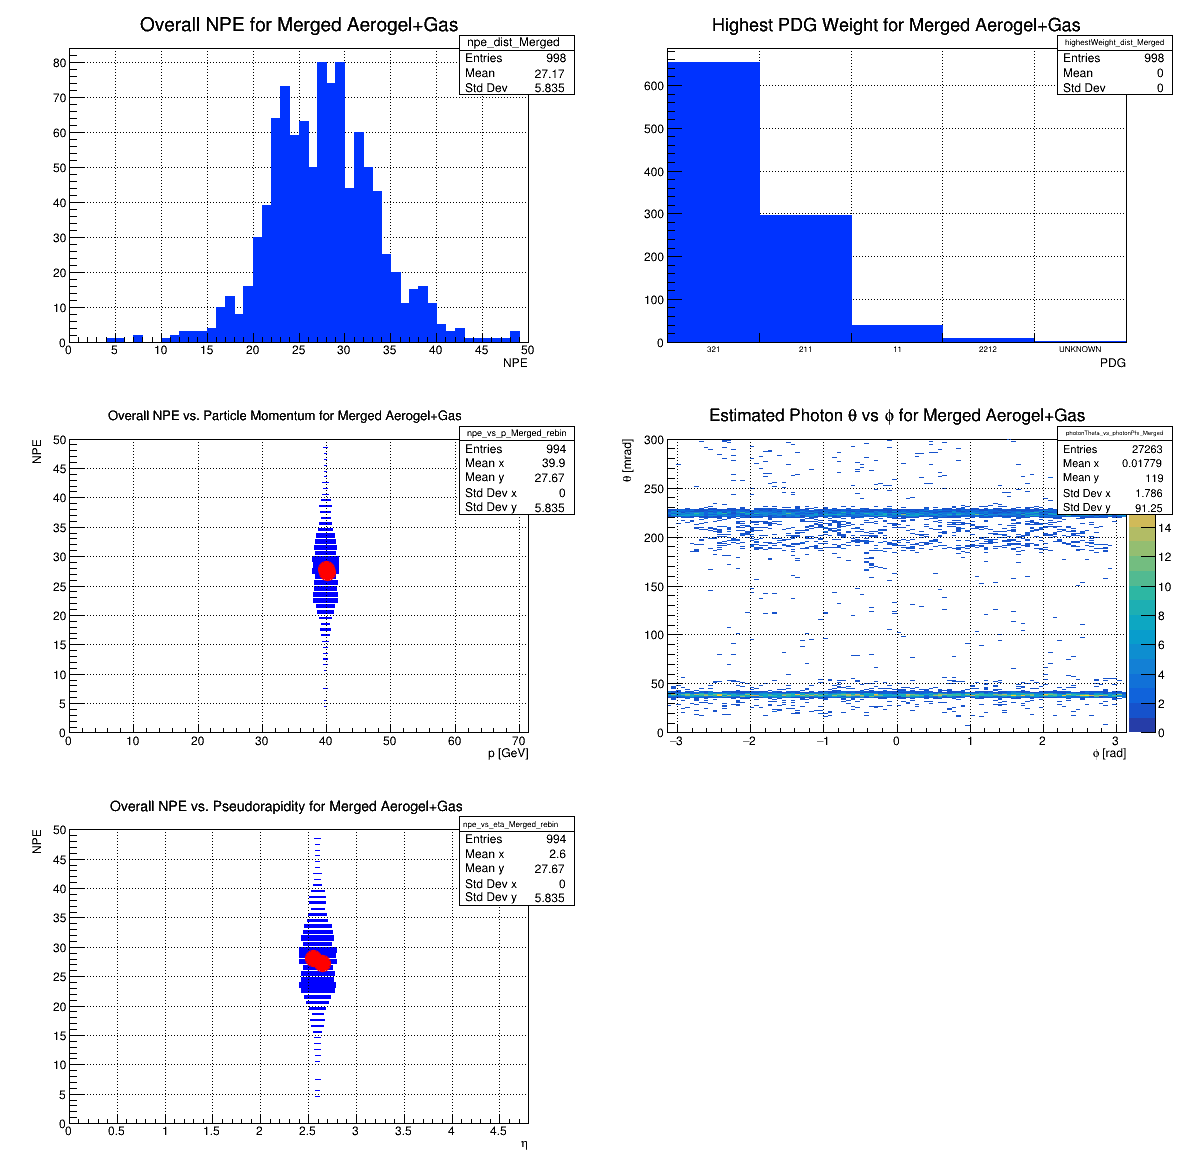 Overall NPE for Merged Aerogel+Gas
npe_dist_Merged
Entries 998
Mean 27.17
Std Dev 5.835
80
70
60
50
40
30
20
10
0
0 5 10 15 20 25 30 35 40 45 50
NPE
Highest PDG Weight for Merged Aerogel+Gas
highestWeight_dist_Merged
Entries 998
Mean 0
Std Dev 0
600
500
400
300
200
100
0
321 211 11 2212 UNKNOWN
PDG
Overall NPE vs. Particle Momentum for Merged Aerogel+Gas
npe_vs_p_Merged_rebin
Entries 994
Mean x 39.9
Mean y 27.67
Std Dev x 0
Std Dev y 5.835
NPE
50
45
40
35
30
25
20
15
10
5
0
0 10 20 30 40 50 60 70
p [GeV]
Estimated Photon θ vs ϕ for Merged Aerogel+Gas
photonTheta_vs_photonPhi_Merged
Entries 27263
Mean x 0.01779
Mean y 119
Std Dev x 1.786
Std Dev y 91.25
θ [mrad]
300
250
200
150
100
50
0
−3 −2 −1 0 1 2 3
ϕ [rad]
14
12
10
8
6
4
2
0
Overall NPE vs. Pseudorapidity for Merged Aerogel+Gas
npe_vs_eta_Merged_rebin
Entries 994
Mean x 2.6
Mean y 27.67
Std Dev x 0
Std Dev y 5.835
NPE
50
45
40
35
30
25
20
15
10
5
0
0 0.5 1 1.5 2 2.5 3 3.5 4 4.5
η